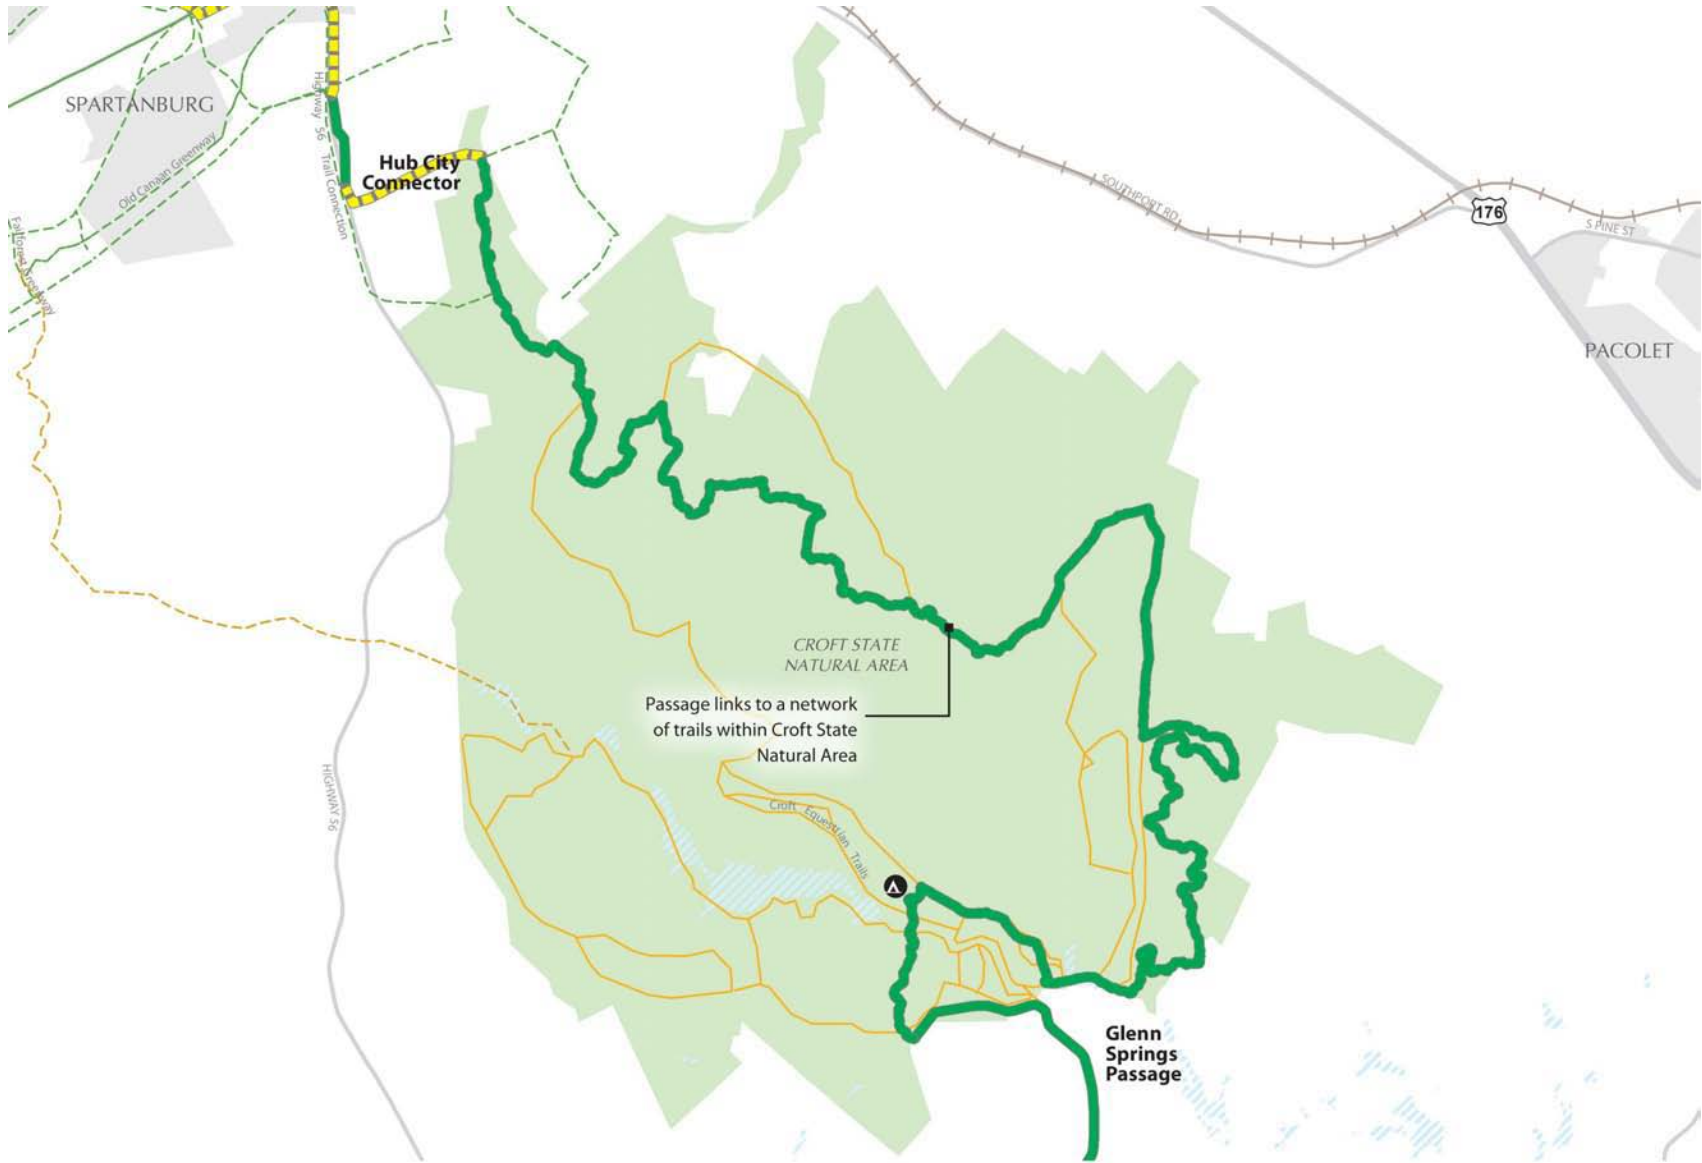 SPARTANBURG
Highway 56 Trail Connection
Old Canaan Greenway
Fairforest Greenway
Hub City
Connector
SOUTHPORT RD
176
S PINE ST
PACOLET
CROFT STATE
NATURAL AREA
Passage links to a network
of trails within Croft State
Natural Area
HIGHWAY 56
Croft Equestrian Trails
Glenn
Springs
Passage